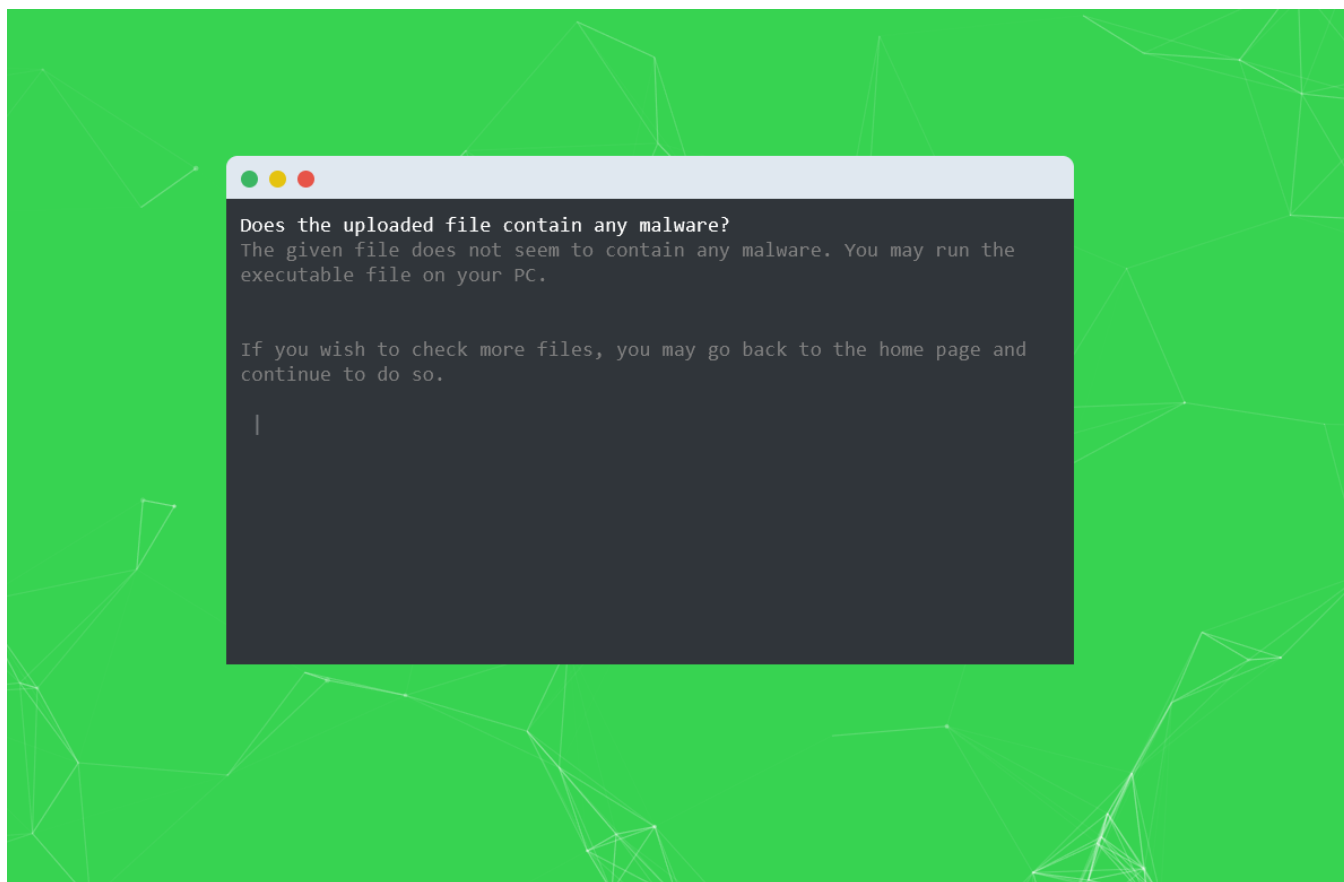 Does the uploaded file contain any malware?
The given file does not seem to contain any malware. You may run the
executable file on your PC.
If you wish to check more files, you may go back to the home page and
continue to do so.